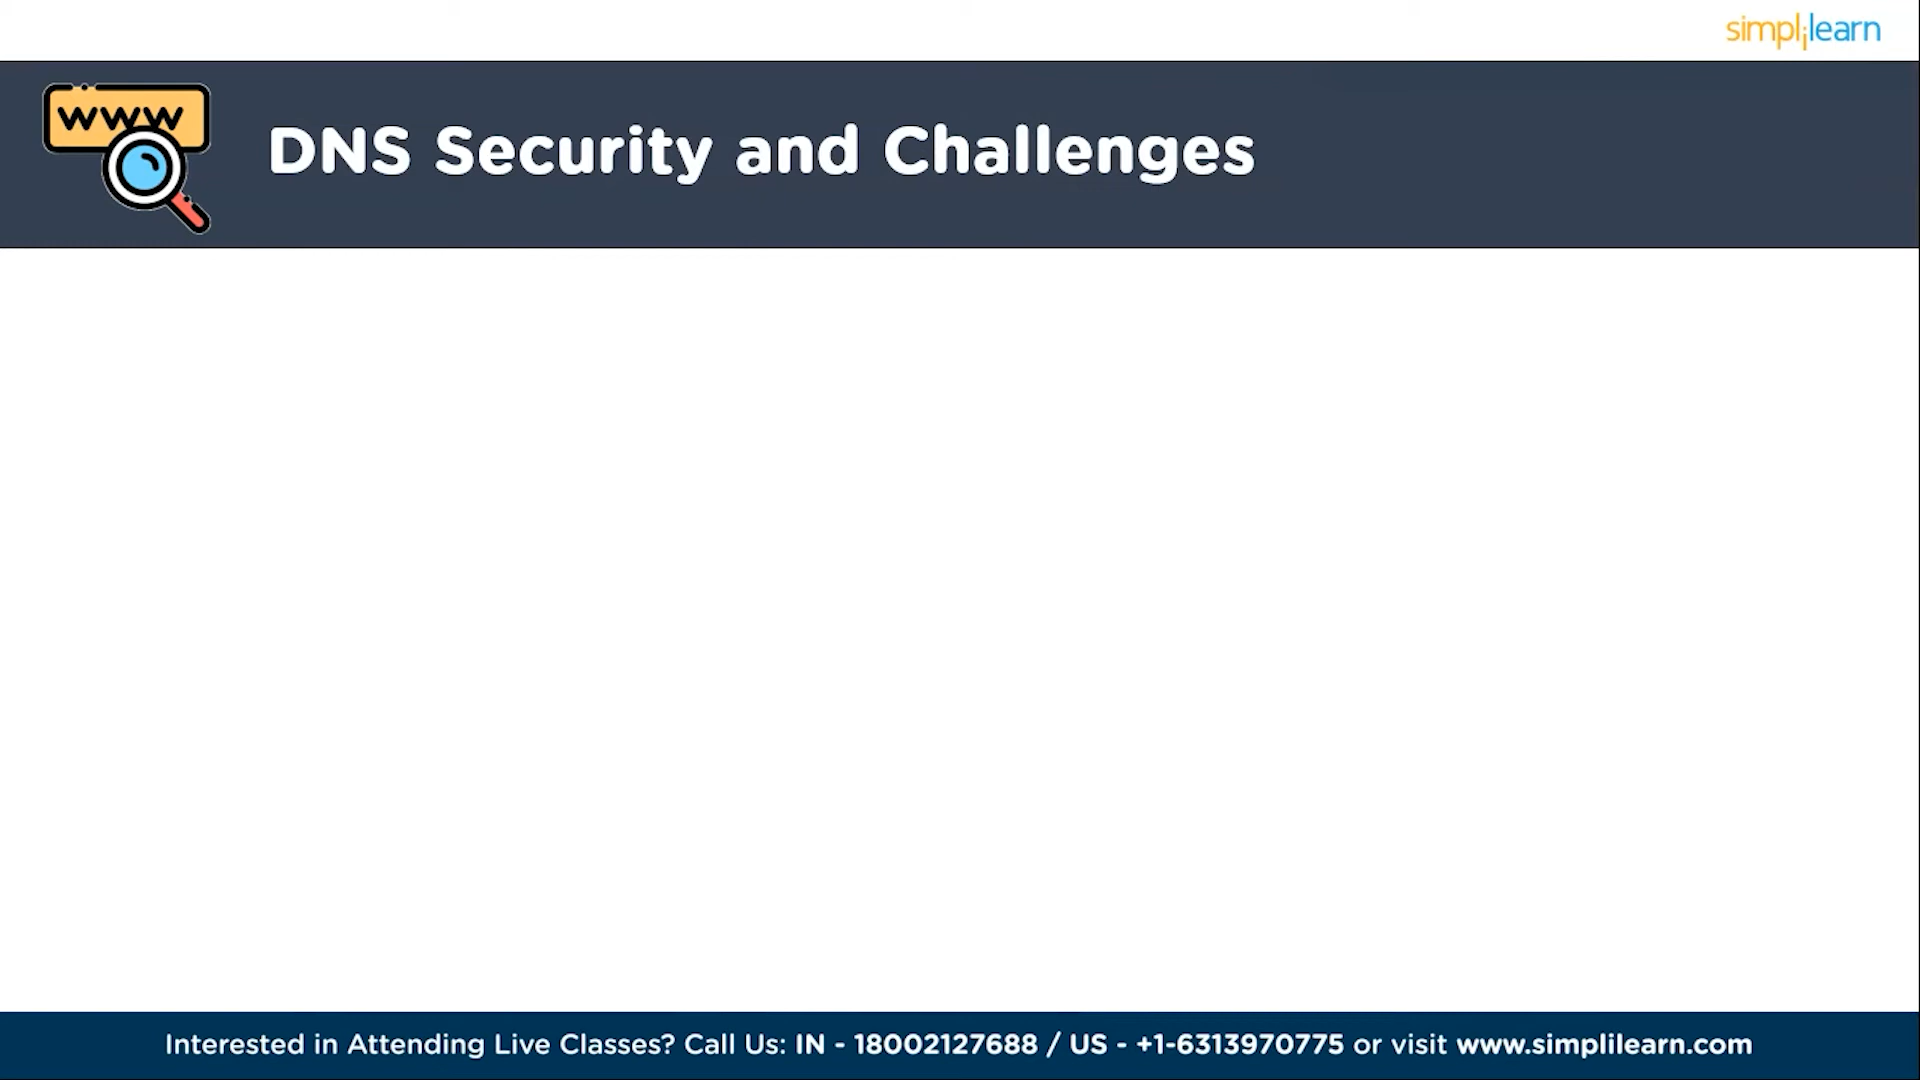 simplilearn
www
DNS Security and Challenges
Interested in Attending Live Classes? Call Us: IN - 18002127688 / US - +1-6313970775 or visit www.simplilearn.com